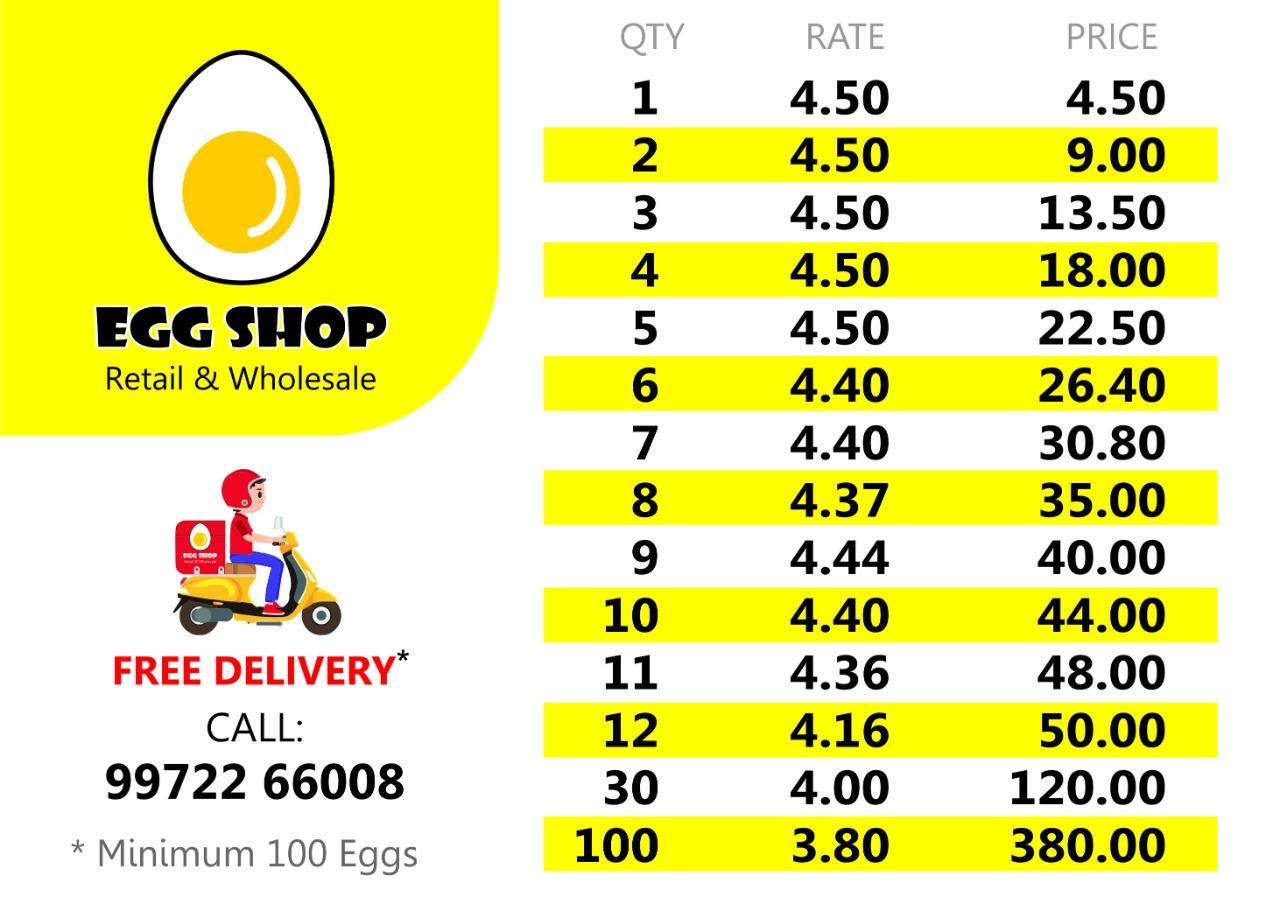 EGG SHOP
Retail & Wholesale
EGG SHOP
Retail & Wholesale
FREE DELIVERY*
CALL:
99722 66008
* Minimum 100 Eggs
QTY RATE PRICE
1 4.50 4.50
2 4.50 9.00
3 4.50 13.50
4 4.50 18.00
5 4.50 22.50
6 4.40 26.40
7 4.40 30.80
8 4.37 35.00
9 4.44 40.00
10 4.40 44.00
11 4.36 48.00
12 4.16 50.00
30 4.00 120.00
100 3.80 380.00